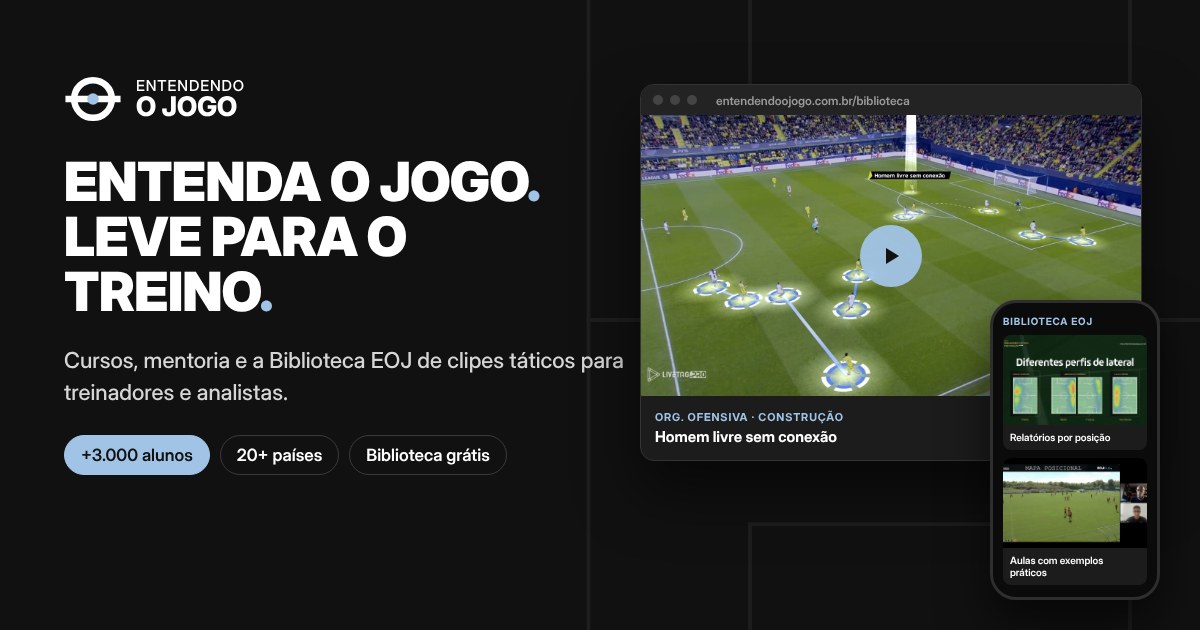 ENTENDENDO
O JOGO
ENTENDA O JOGO.
LEVE PARA O
TREINO.
Cursos, mentoria e a Biblioteca EOJ de clipes táticos para
treinadores e analistas.
+3.000 alunos
20+ países
Biblioteca grátis
entendendoojogo.com.br/biblioteca
Homem livre sem conexão
LIVETAGPRO
ORG. OFENSIVA · CONSTRUÇÃO
Homem livre sem conexão
BIBLIOTECA EOJ
Diferentes perfis de lateral
Relatórios por posição
MAPA POSICIONAL
Aulas com exemplos
práticos